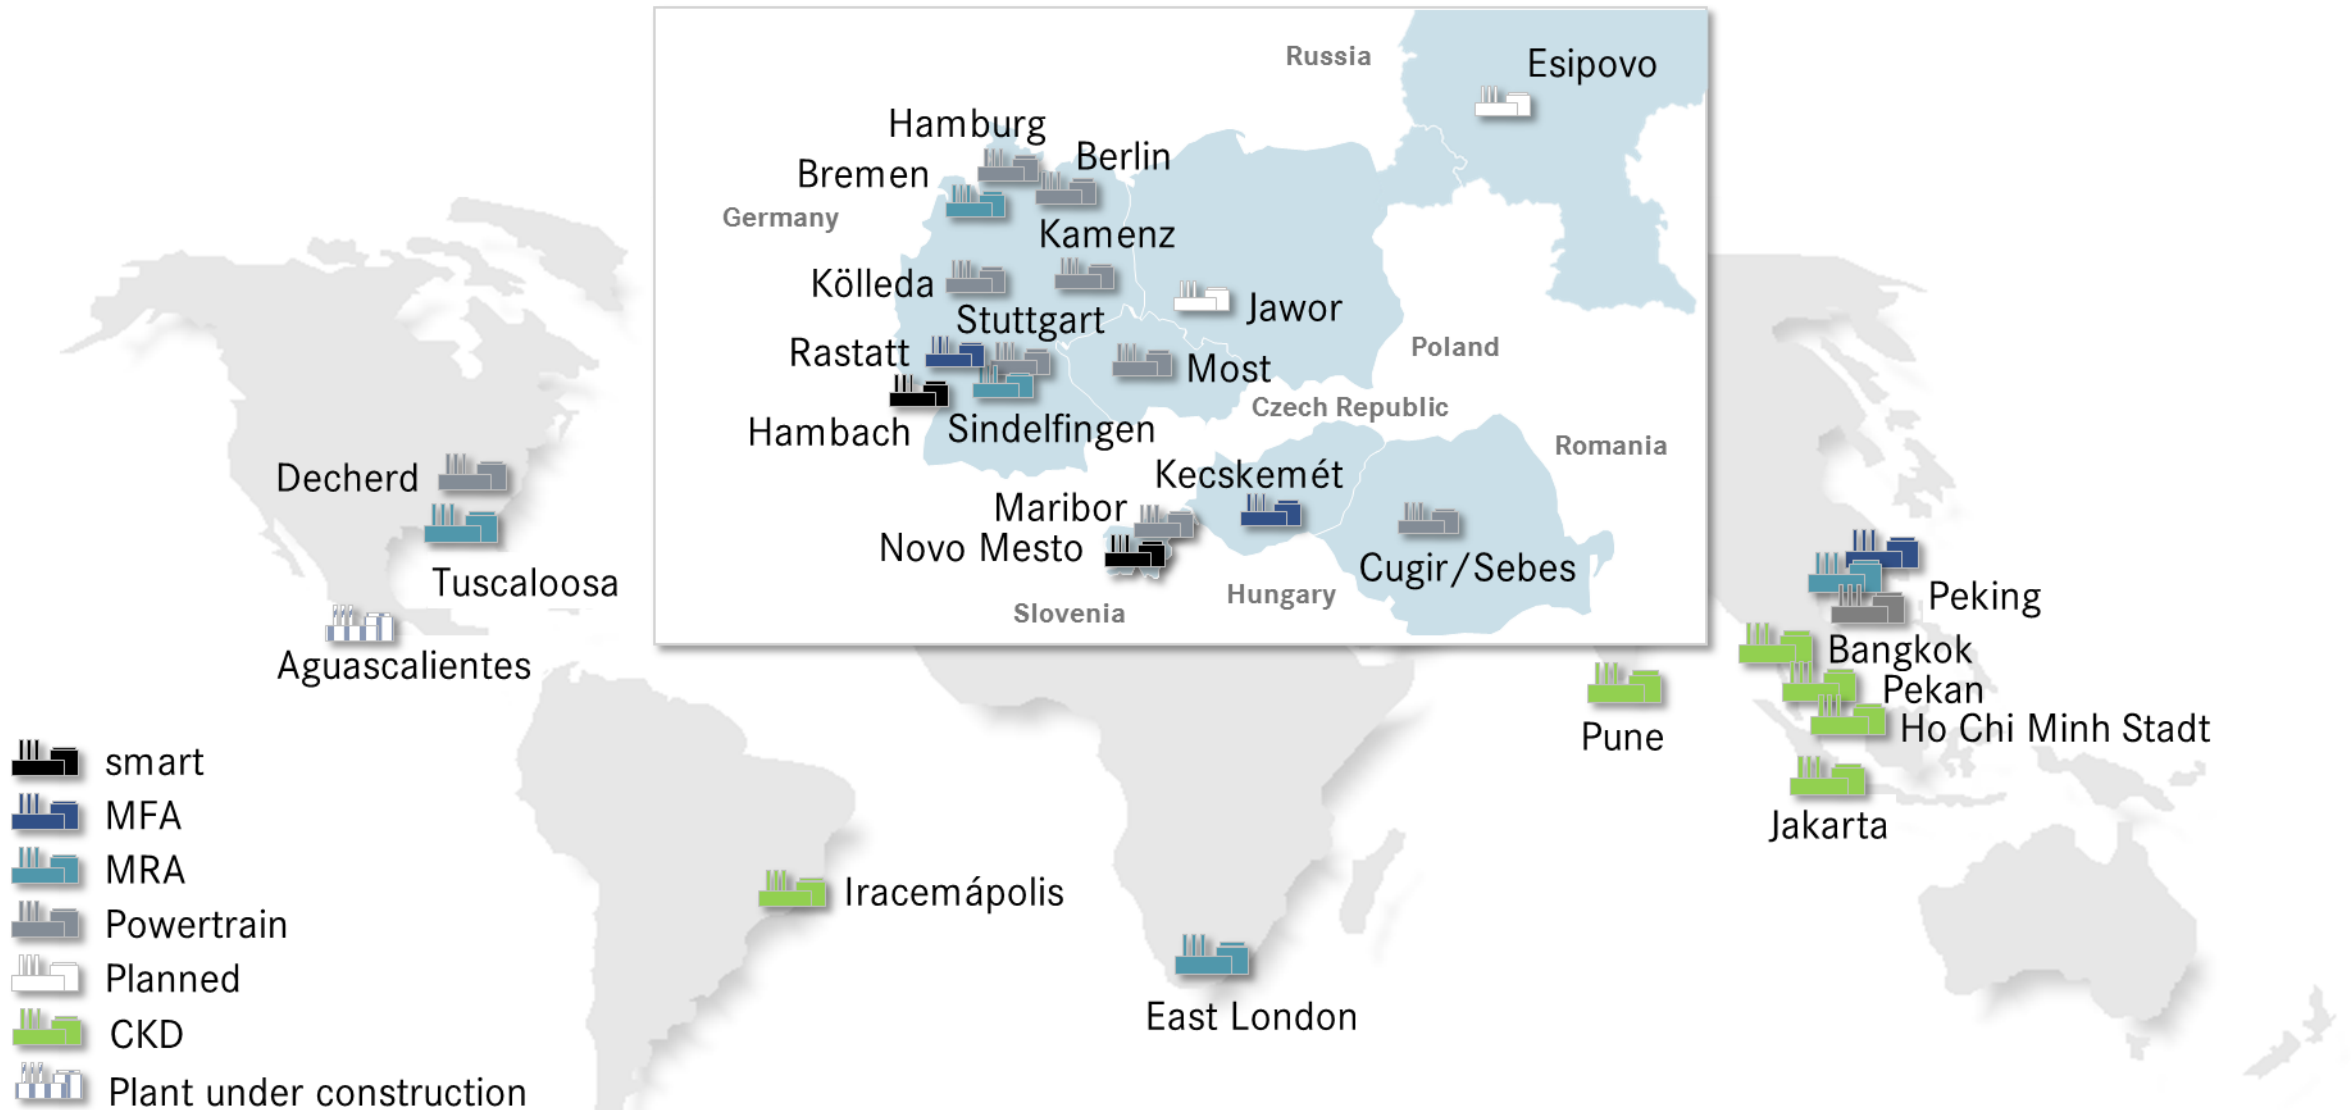 Russia
Esipovo
Hamburg
Berlin
Bremen
Germany
Kamenz
Kölleda
Jawor
Stuttgart
Rastatt
Poland
Most
Czech Republic
Hambach
Sindelfingen
Romania
Decherd
Kecskemét
Maribor
Novo Mesto
Cugir/Sebes
Tuscaloosa
Hungary
Slovenia
Peking
Aguascalientes
Bangkok
Pekan
Ho Chi Minh Stadt
Pune
Jakarta
Iracemápolis
East London
smart
MFA
MRA
Powertrain
Planned
CKD
Plant under construction